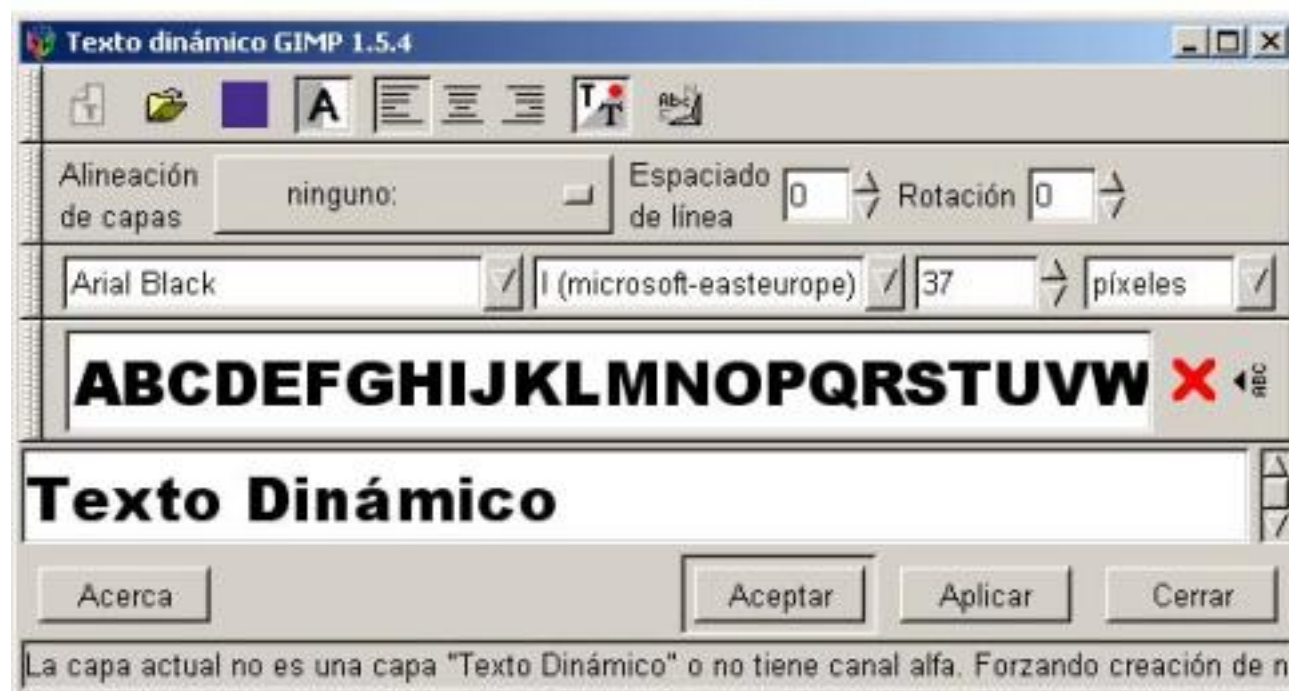 Texto dinámico GIMP 1.5.4
Alineación de capas ninguno: Espaciado de línea 0 Rotación 0
Arial Black l (microsoft-easteurope) 37 píxeles
ABCDEFGHIJKLMNOPQRSTUVW
Texto Dinámico
Acerca Aceptar Aplicar Cerrar
La capa actual no es una capa "Texto Dinámico" o no tiene canal alfa. Forzando creación de n